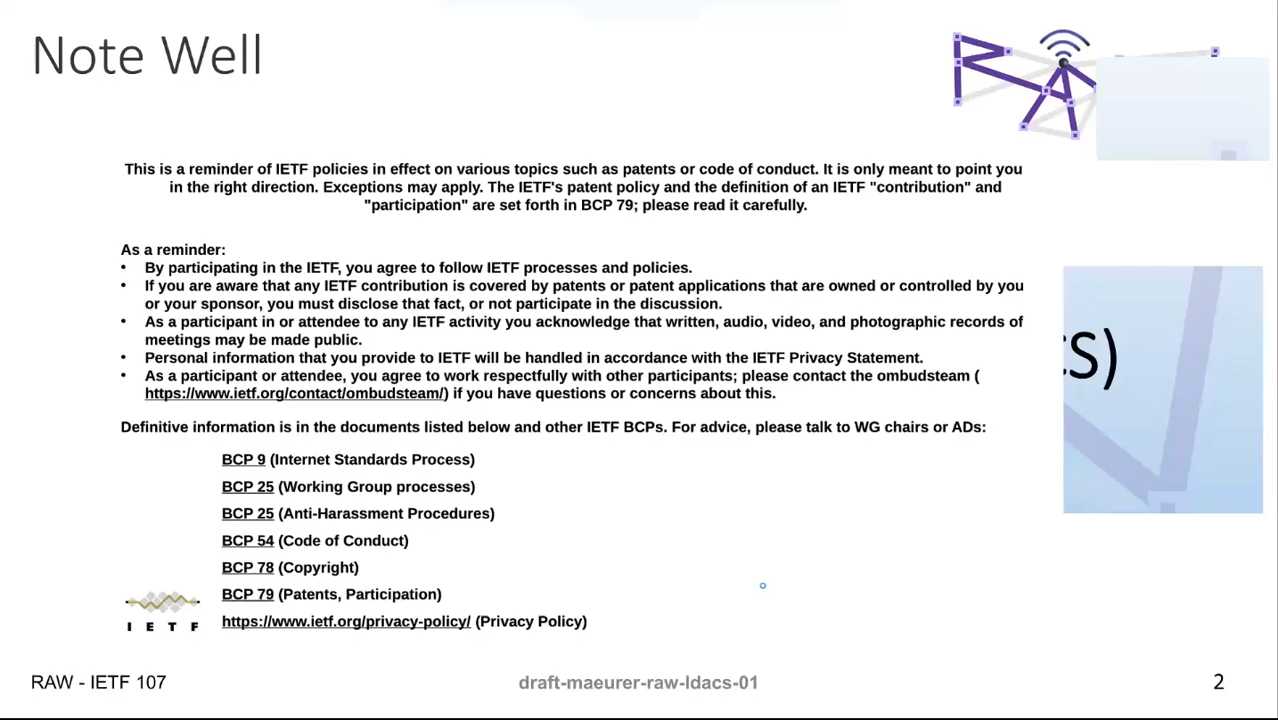 Note Well
This is a reminder of IETF policies in effect on various topics such as patents or code of conduct. It is only meant to point you
in the right direction. Exceptions may apply. The IETF's patent policy and the definition of an IETF "contribution" and
"participation" are set forth in BCP 79; please read it carefully.
As a reminder:
• By participating in the IETF, you agree to follow IETF processes and policies.
• If you are aware that any IETF contribution is covered by patents or patent applications that are owned or controlled by you
or your sponsor, you must disclose that fact, or not participate in the discussion.
• As a participant in or attendee to any IETF activity you acknowledge that written, audio, video, and photographic records of
meetings may be made public.
• Personal information that you provide to IETF will be handled in accordance with the IETF Privacy Statement.
• As a participant or attendee, you agree to work respectfully with other participants; please contact the ombudsteam (
https://www.ietf.org/contact/ombudsteam/) if you have questions or concerns about this.
Definitive information is in the documents listed below and other IETF BCPs. For advice, please talk to WG chairs or ADs:
BCP 9 (Internet Standards Process)
BCP 25 (Working Group processes)
BCP 25 (Anti-Harassment Procedures)
BCP 54 (Code of Conduct)
BCP 78 (Copyright)
BCP 79 (Patents, Participation)
https://www.ietf.org/privacy-policy/ (Privacy Policy)
I E T F
S)
RAW - IETF 107
draft-maeurer-raw-ldacs-01
2